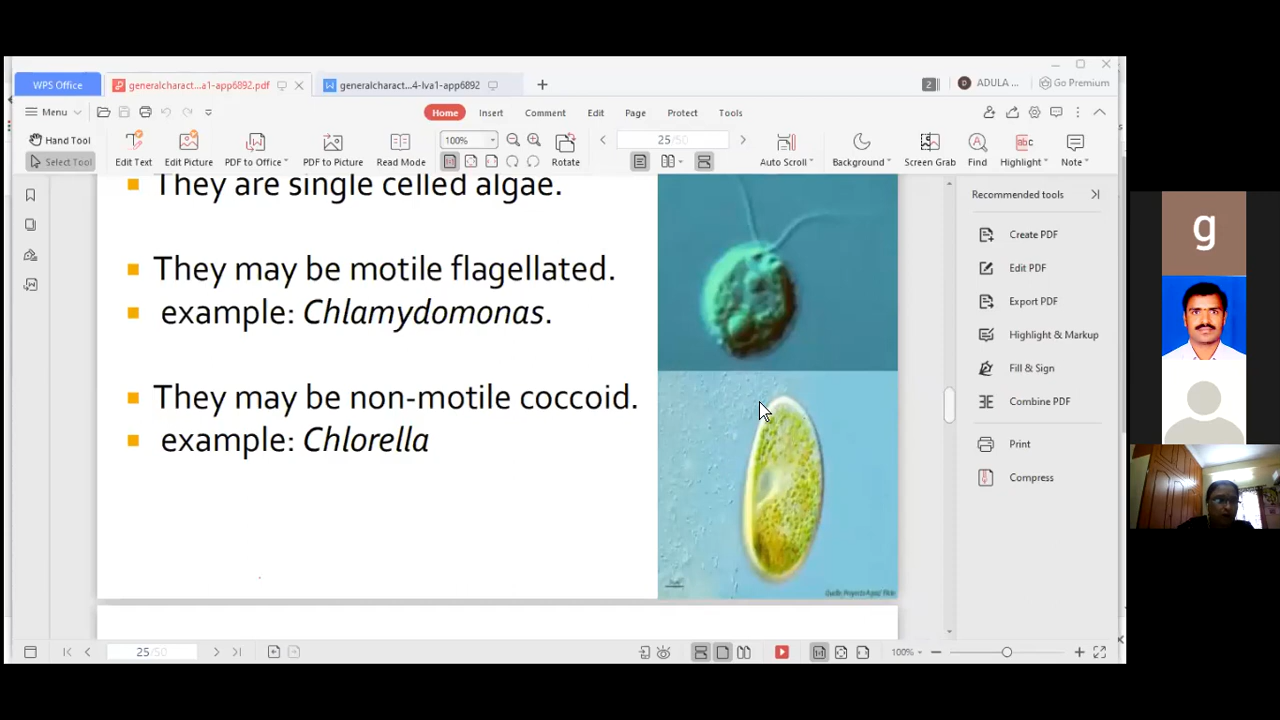 WPS Office
generalcharact...a1-app6892.pdf
generalcharact...4-lva1-app6892
2
ADULA ...
Go Premium
Menu
Home
Insert
Comment
Edit
Page
Protect
Tools
Hand Tool
Select Tool
Edit Text
Edit Picture
PDF to Office
PDF to Picture
Read Mode
100%
Rotate
25/50
Auto Scroll
Background
Screen Grab
Find
Highlight
Note
They are single celled algae.
They may be motile flagellated.
example: Chlamydomonas.
They may be non-motile coccoid.
example: Chlorella
Recommended tools
Create PDF
Edit PDF
Export PDF
Highlight & Markup
Fill & Sign
Combine PDF
Print
Compress
g
25/50
100%